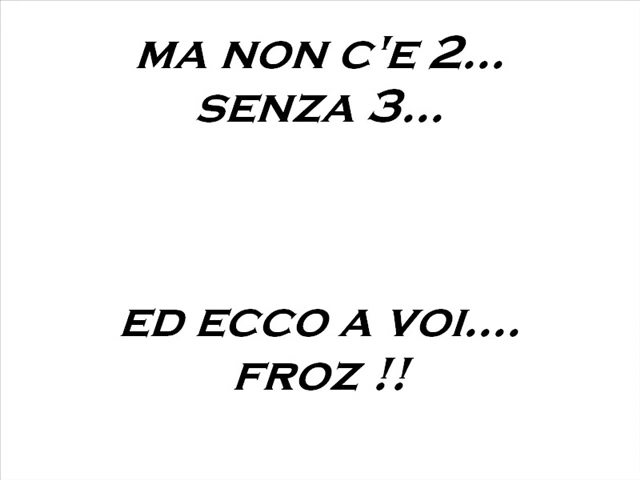 MA NON C'E 2...
SENZA 3...
ED ECCO A VOI....
FROZ !!